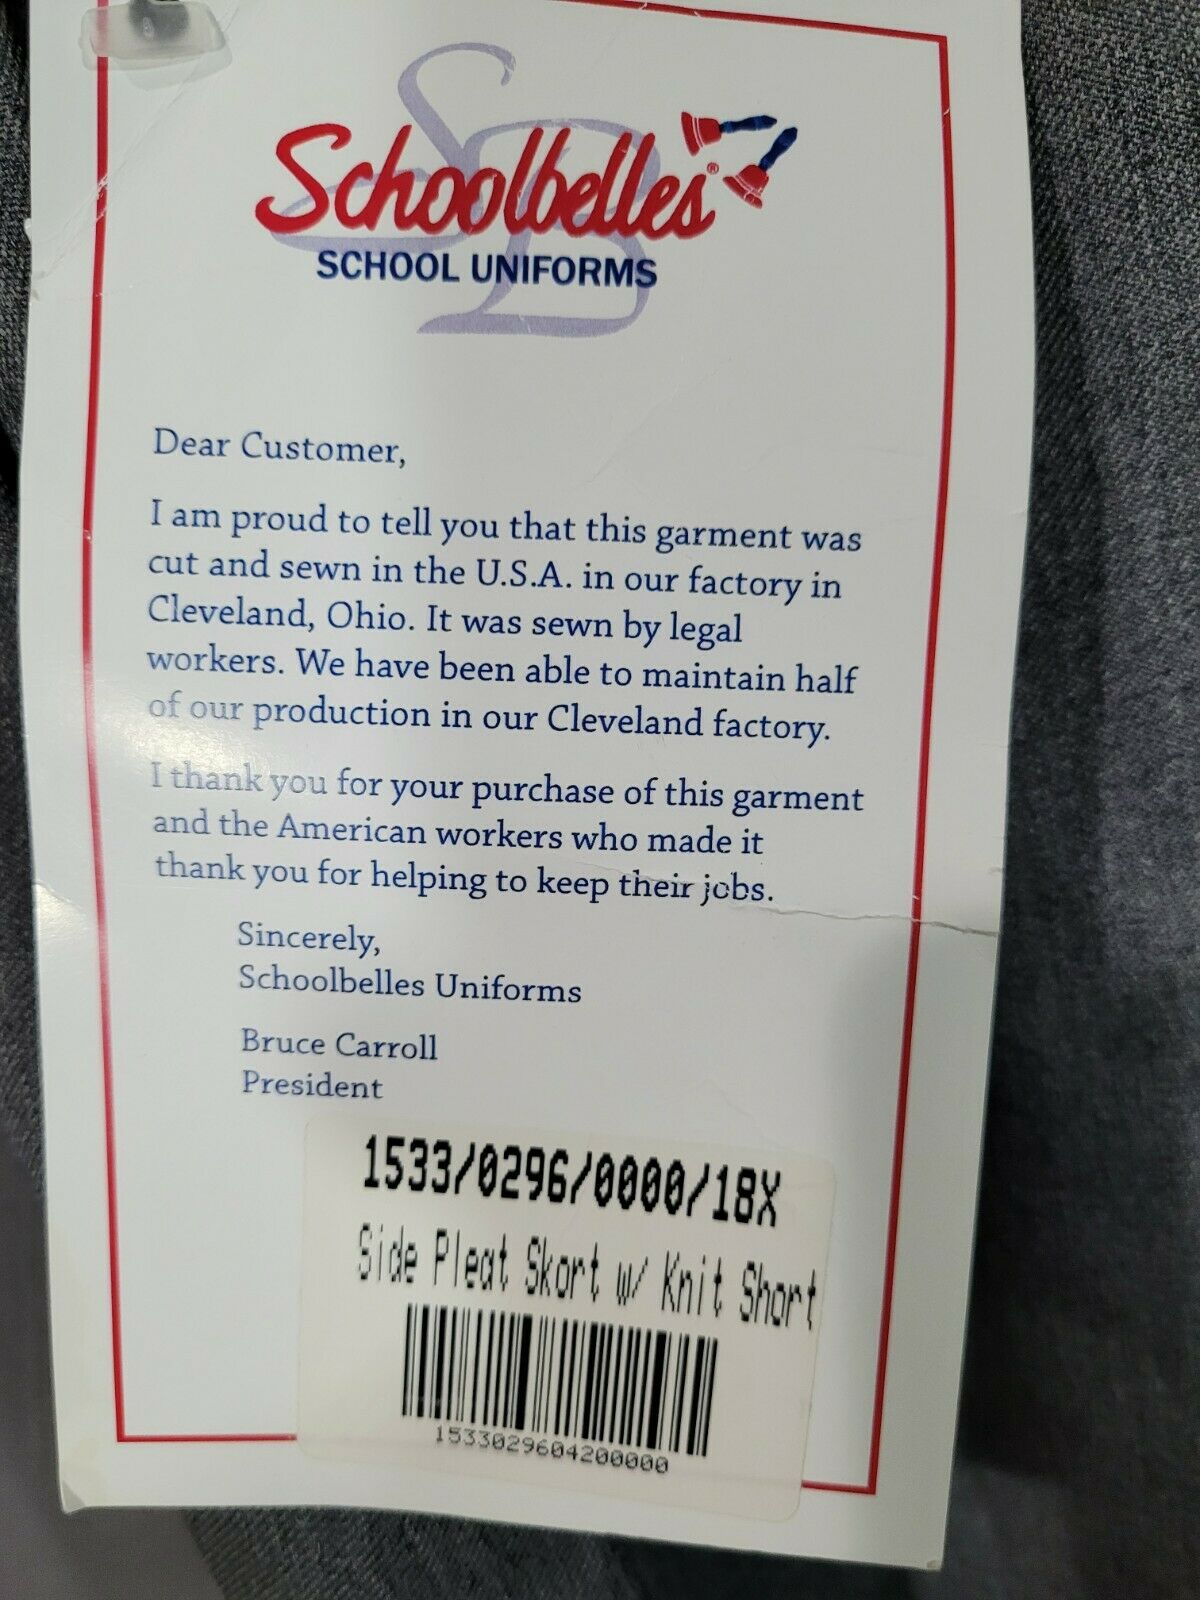 Schoolbelles®
SCHOOL UNIFORMS
Dear Customer,
I am proud to tell you that this garment was
cut and sewn in the U.S.A. in our factory in
Cleveland, Ohio. It was sewn by legal
workers. We have been able to maintain half
of our production in our Cleveland factory.
I thank you for your purchase of this garment
and the American workers who made it
thank you for helping to keep their jobs.
Sincerely,
Schoolbelles Uniforms
Bruce Carroll
President
1533/0296/0000/18X
Side Pleat Skort w/ Knit Short
1533029604200000